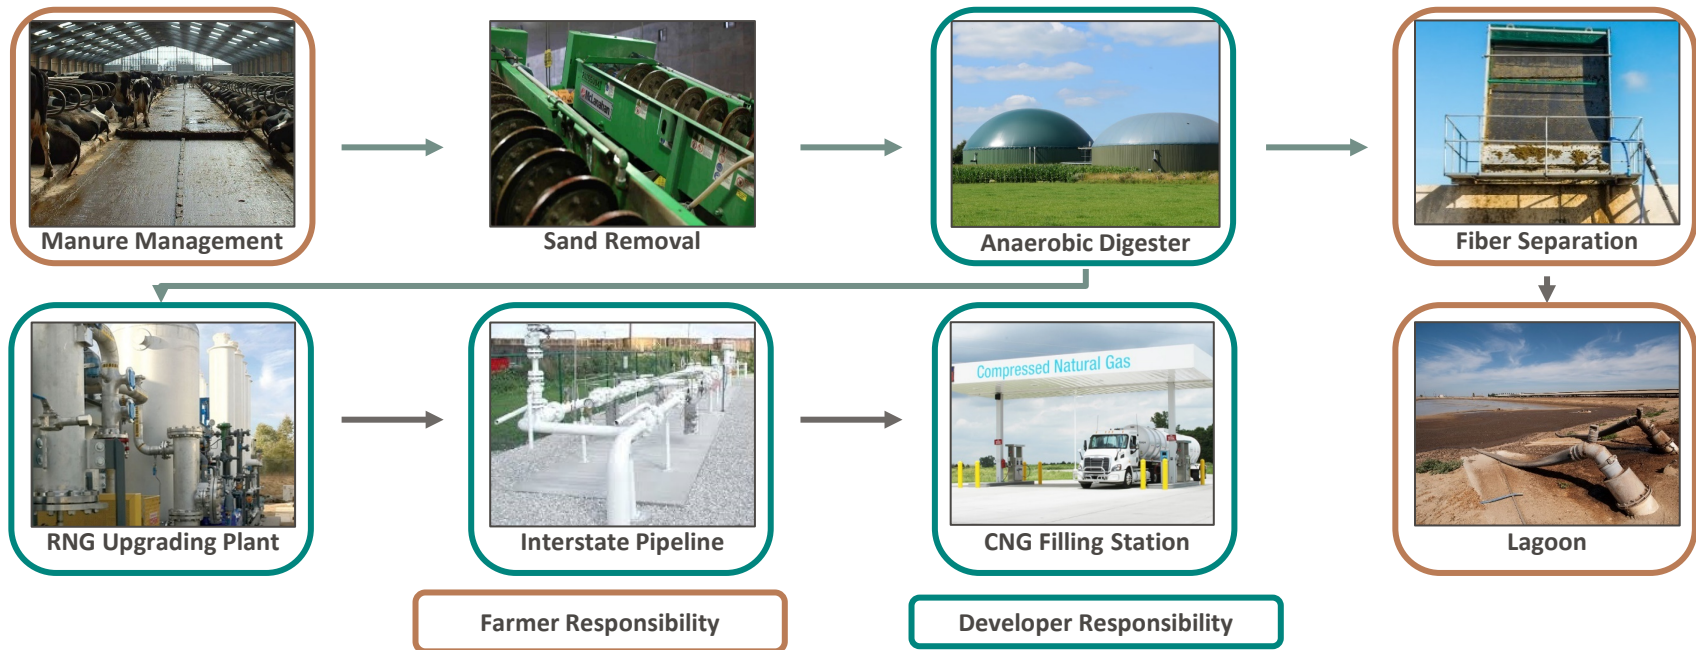 Manure Management
Sand Removal
McLanahan
Anaerobic Digester
Fiber Separation
RNG Upgrading Plant
Interstate Pipeline
Compressed Natural Gas
CNG Filling Station
Lagoon
Farmer Responsibility
Developer Responsibility